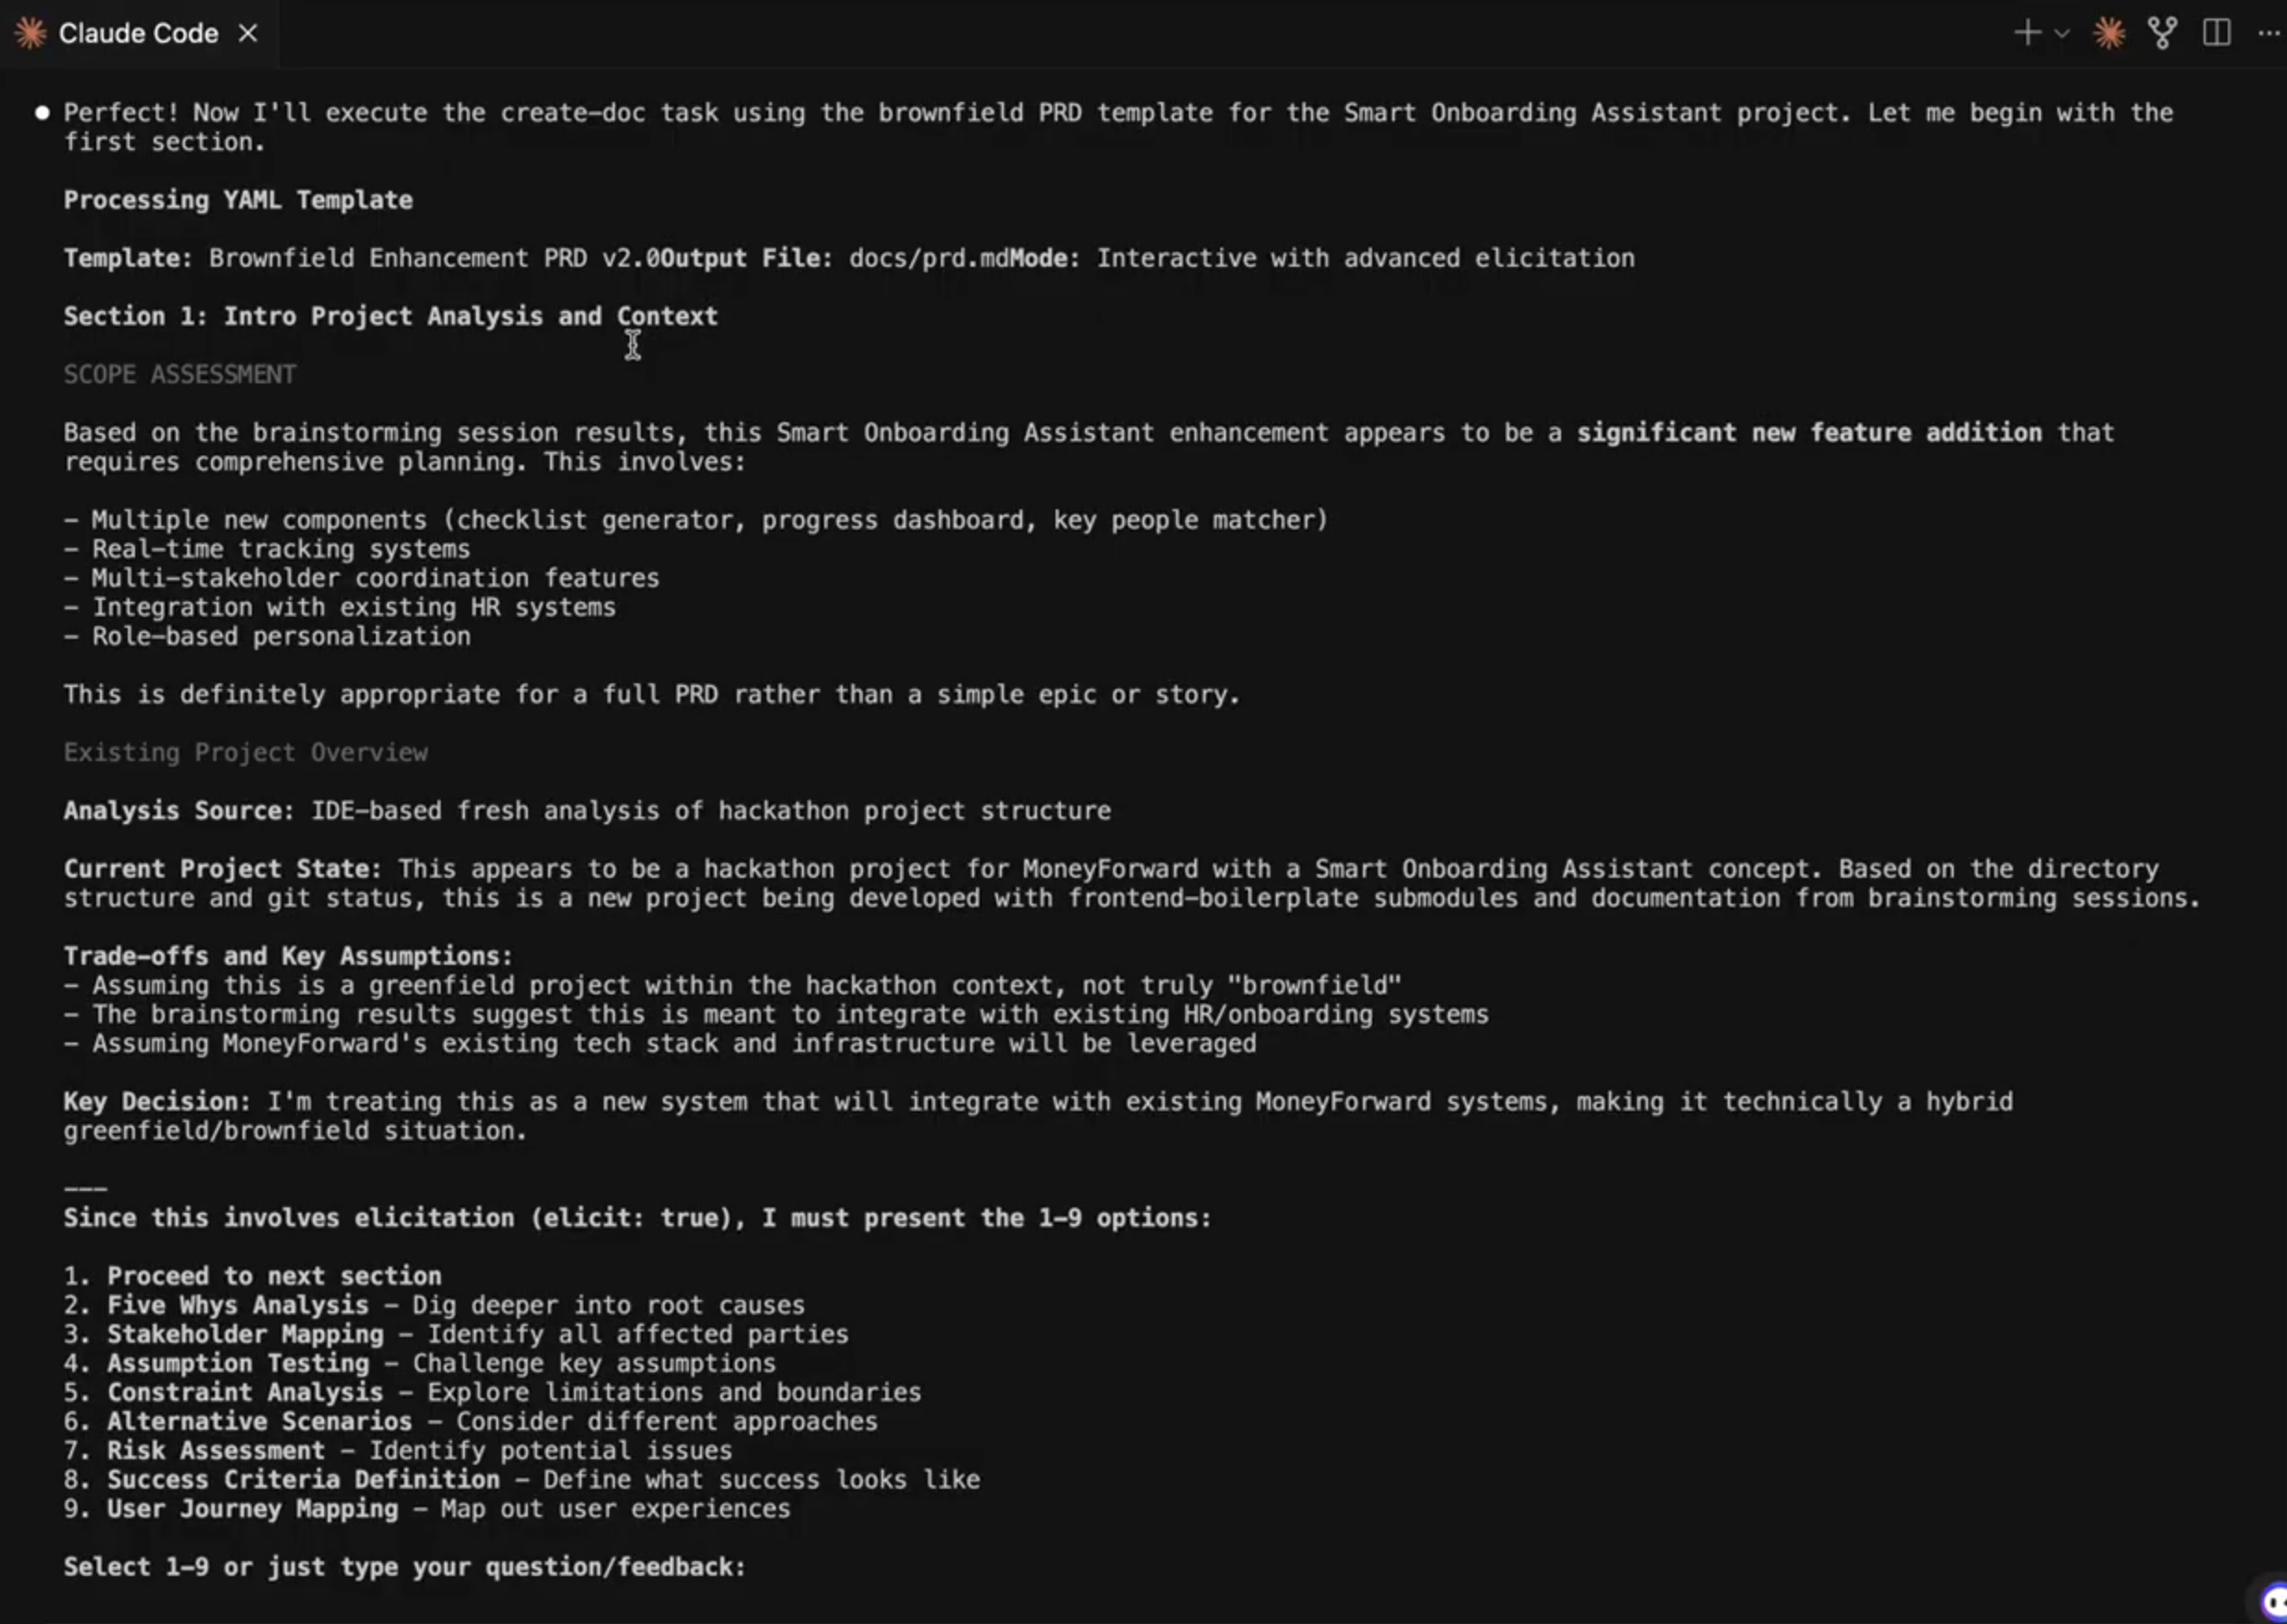 Claude Code
Perfect! Now I'll execute the create-doc task using the brownfield PRD template for the Smart Onboarding Assistant project. Let me begin with the
first section.
Processing YAML Template
Template: Brownfield Enhancement PRD v2.0Output File: docs/prd.mdMode: Interactive with advanced elicitation
Section 1: Intro Project Analysis and Context
SCOPE ASSESSMENT
Based on the brainstorming session results, this Smart Onboarding Assistant enhancement appears to be a significant new feature addition that
requires comprehensive planning. This involves:
- Multiple new components (checklist generator, progress dashboard, key people matcher)
- Real-time tracking systems
- Multi-stakeholder coordination features
- Integration with existing HR systems
- Role-based personalization
This is definitely appropriate for a full PRD rather than a simple epic or story.
Existing Project Overview
Analysis Source: IDE-based fresh analysis of hackathon project structure
Current Project State: This appears to be a hackathon project for MoneyForward with a Smart Onboarding Assistant concept. Based on the directory
structure and git status, this is a new project being developed with frontend-boilerplate submodules and documentation from brainstorming sessions.
Trade-offs and Key Assumptions:
- Assuming this is a greenfield project within the hackathon context, not truly "brownfield"
- The brainstorming results suggest this is meant to integrate with existing HR/onboarding systems
- Assuming MoneyForward's existing tech stack and infrastructure will be leveraged
Key Decision: I'm treating this as a new system that will integrate with existing MoneyForward systems, making it technically a hybrid
greenfield/brownfield situation.
---
Since this involves elicitation (elicit: true), I must present the 1-9 options:
1. Proceed to next section
2. Five Whys Analysis - Dig deeper into root causes
3. Stakeholder Mapping - Identify all affected parties
4. Assumption Testing - Challenge key assumptions
5. Constraint Analysis - Explore limitations and boundaries
6. Alternative Scenarios - Consider different approaches
7. Risk Assessment - Identify potential issues
8. Success Criteria Definition - Define what success looks like
9. User Journey Mapping - Map out user experiences
Select 1-9 or just type your question/feedback: